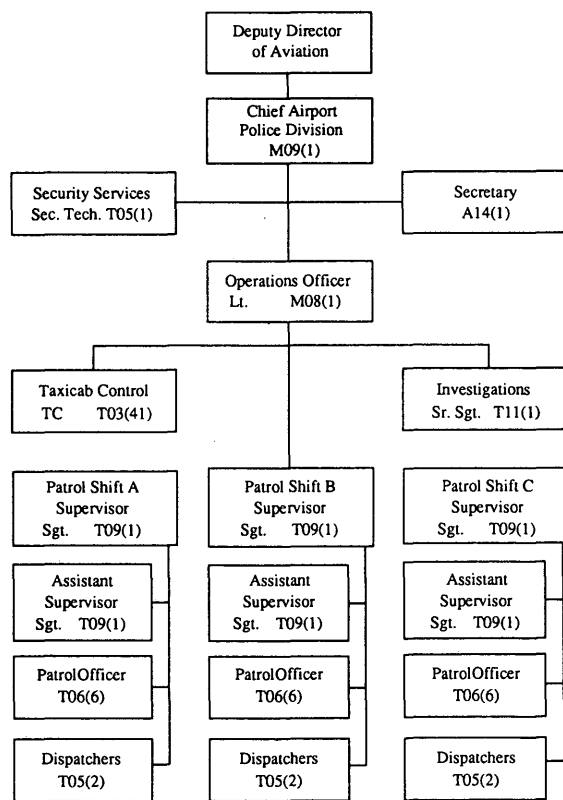 Deputy Director
of Aviation
Chief Airport
Police Division
M09(1)
Security Services
Sec. Tech. T05(1)
Secretary
A14(1)
Operations Officer
Lt. M08(1)
Taxicab Control
TC T03(41)
Investigations
Sr. Sgt. T11(1)
Patrol Shift A
Supervisor
Sgt. T09(1)
Assistant
Supervisor
Sgt. T09(1)
PatrolOfficer
T06(6)
Dispatchers
T05(2)
Patrol Shift B
Supervisor
Sgt. T09(1)
Assistant
Supervisor
Sgt. T09(1)
PatrolOfficer
T06(6)
Dispatchers
T05(2)
Patrol Shift C
Supervisor
Sgt. T09(1)
Assistant
Supervisor
Sgt. T09(1)
PatrolOfficer
T06(6)
Dispatchers
T05(2)